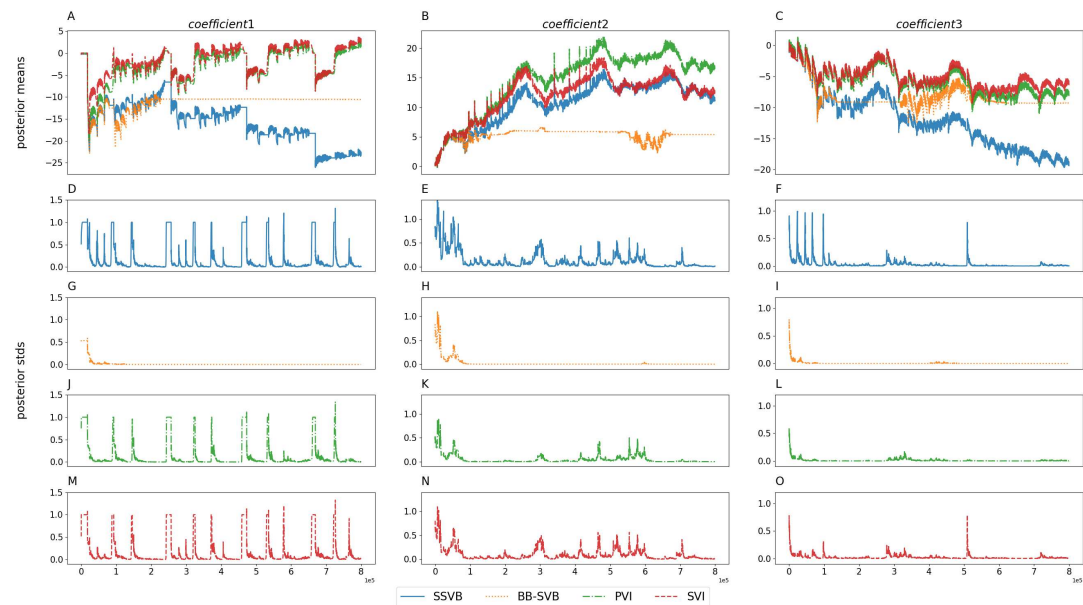 A
coefficient1
B
coefficient2
C
coefficient3
posterior means
5
0
−5
−10
−15
−20
−25
20
15
10
5
0
0
−5
−10
−15
−20
D
E
F
1.5
1.0
0.5
0.0
1.0
0.5
0.0
1.0
0.5
0.0
G
H
I
1.5
1.0
0.5
0.0
1.0
0.5
0.0
1.0
0.5
0.0
posterior stds
J
K
L
1.5
1.0
0.5
0.0
1.0
0.5
0.0
1.0
0.5
0.0
M
N
O
1.5
1.0
0.5
0.0
1.0
0.5
0.0
1.0
0.5
0.0
0 1 2 3 4 5 6 7 8
1e5
0 1 2 3 4 5 6 7 8
1e5
0 1 2 3 4 5 6 7 8
1e5
SSVB BB-SVB PVI SVI